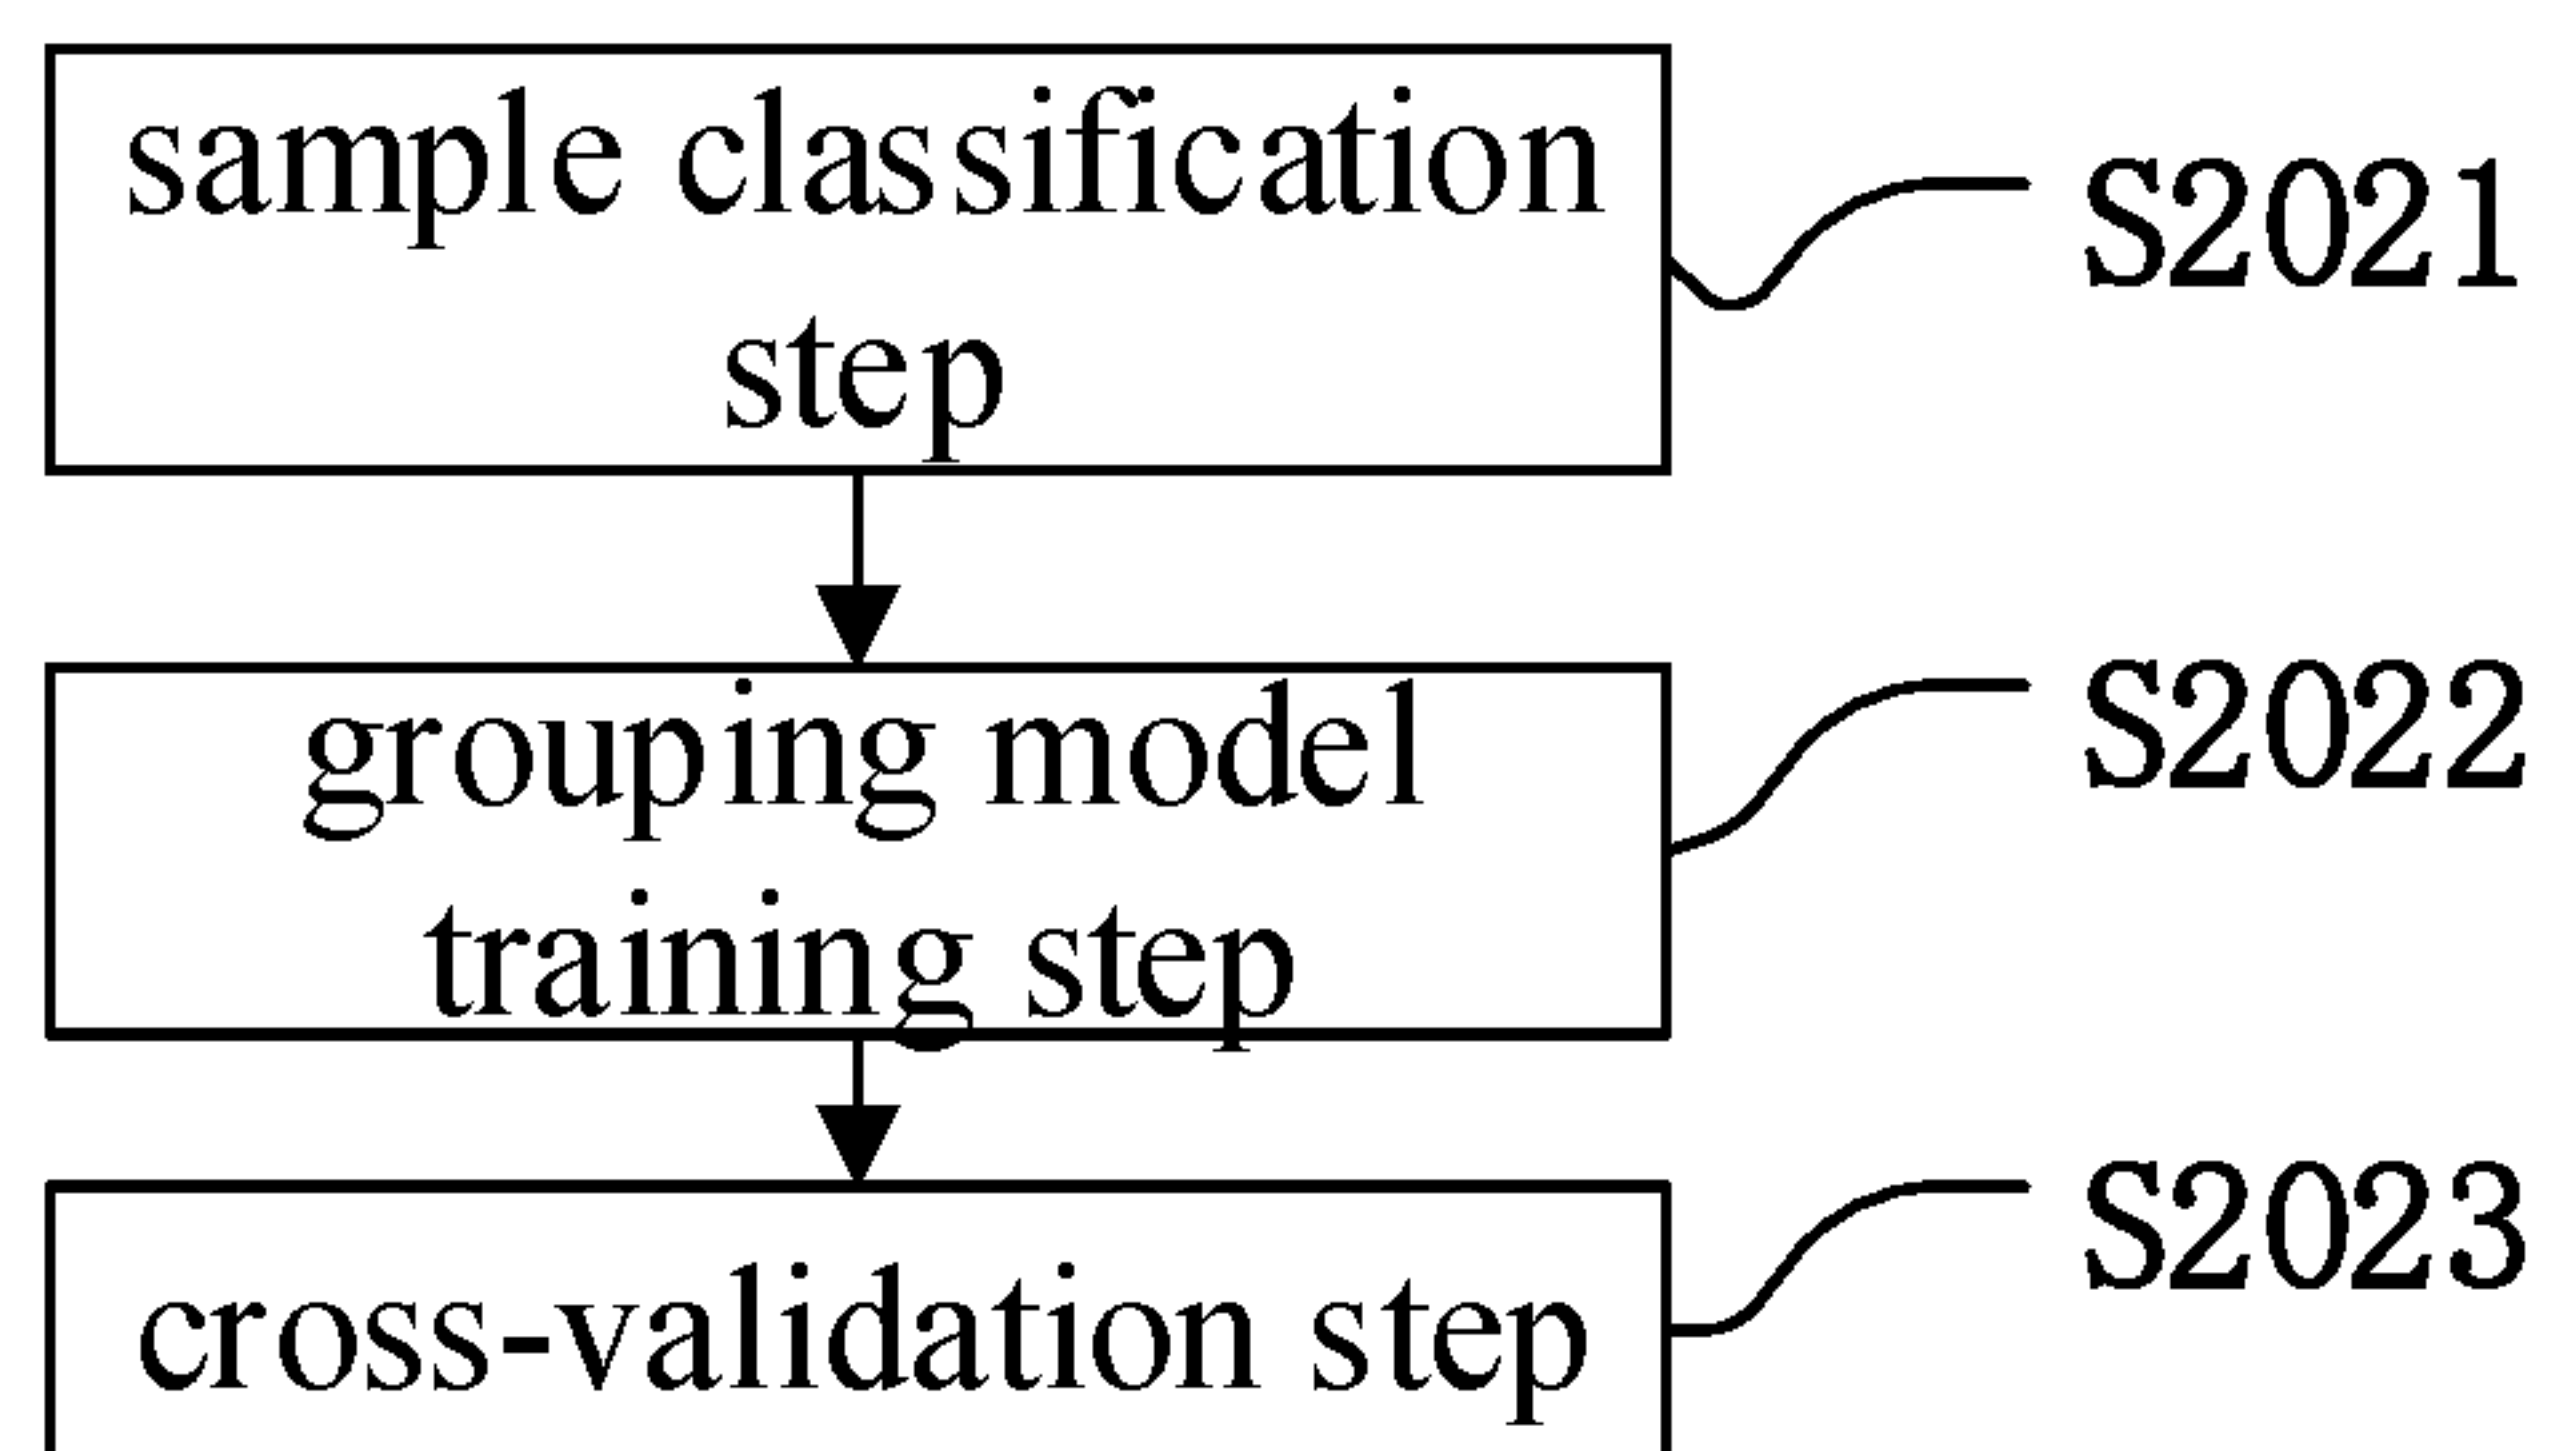 sample classification
step
S2021
grouping model
training step
S2022
cross-validation step
S2023